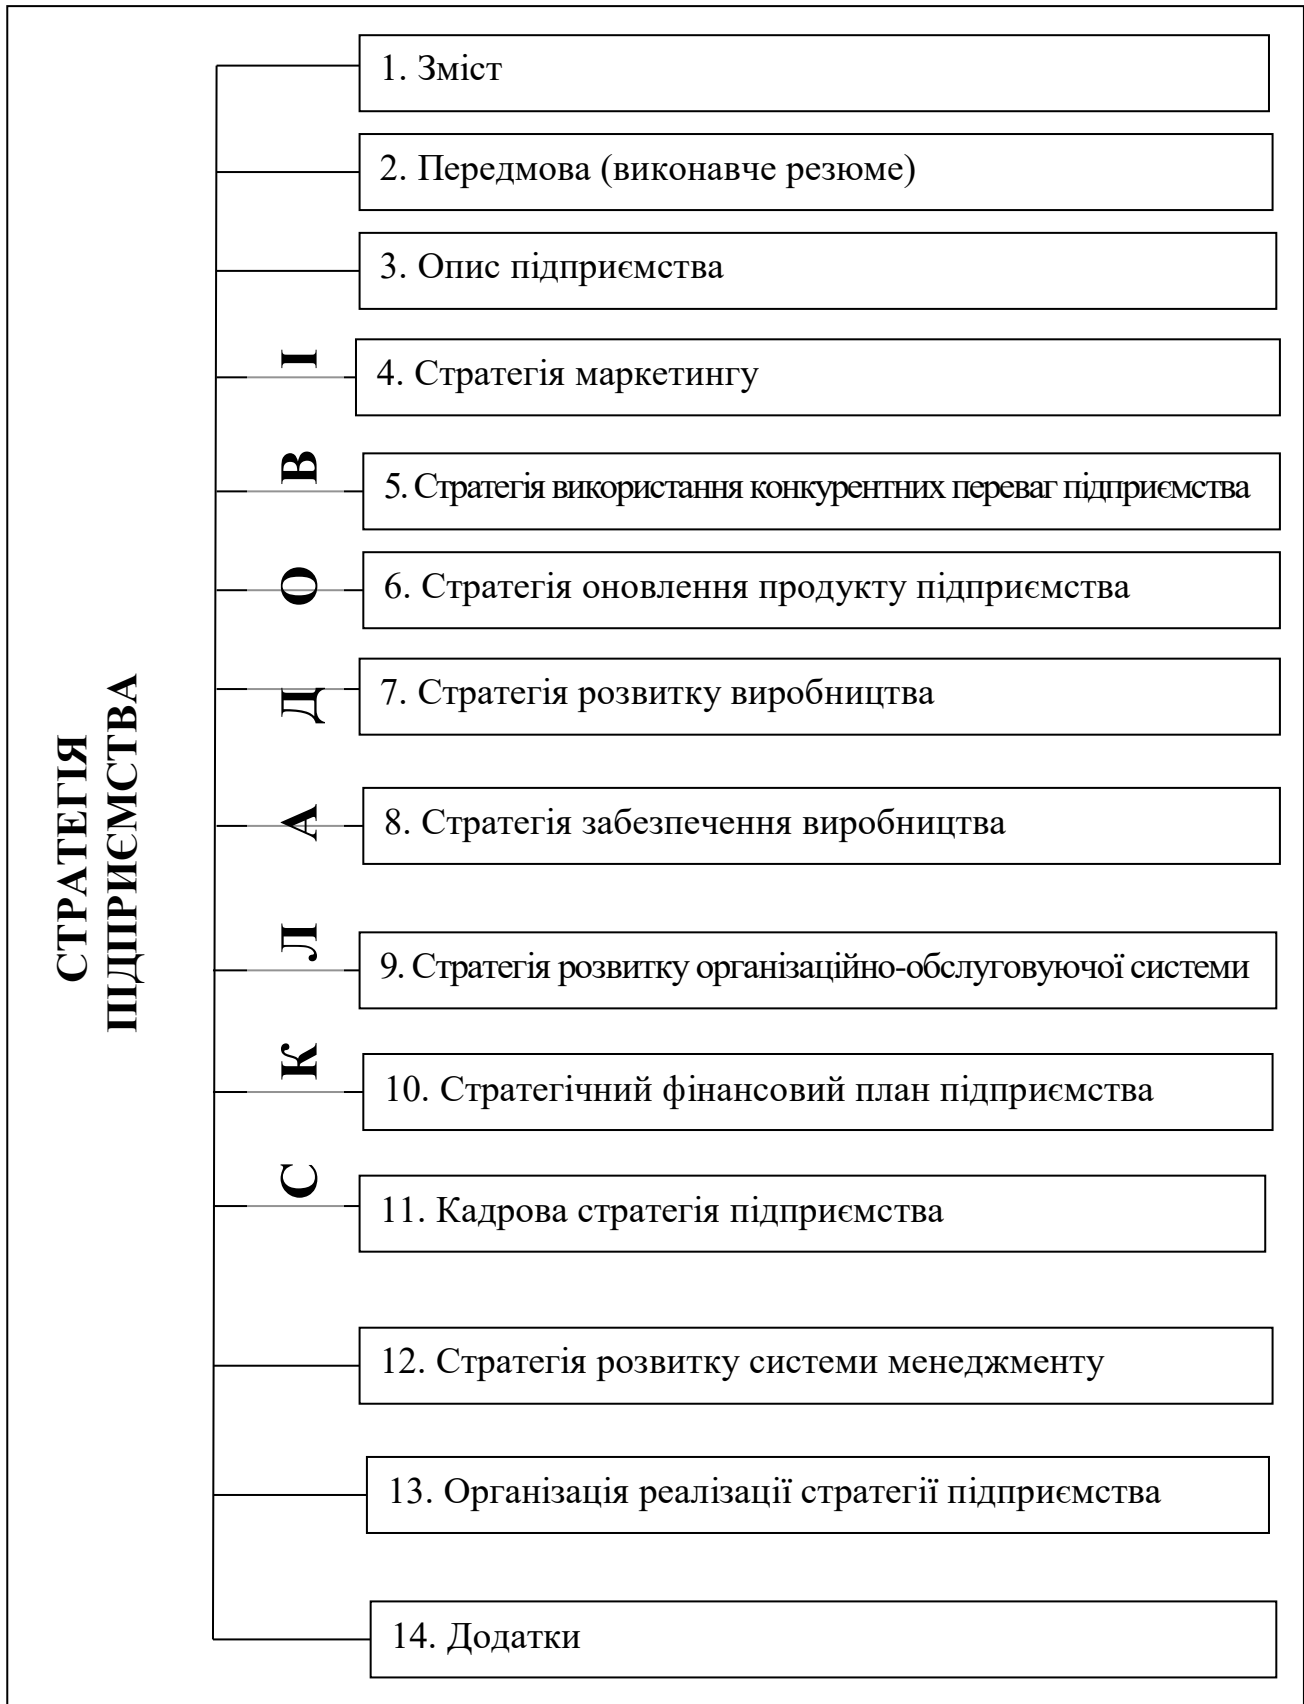 СТРАТЕГІЯ
ПІДПРИЄМСТВА
СКЛАДОВІ
1. Зміст
2. Передмова (виконавче резюме)
3. Опис підприємства
4. Стратегія маркетингу
5. Стратегія використання конкурентних переваг підприємства
6. Стратегія оновлення продукту підприємства
7. Стратегія розвитку виробництва
8. Стратегія забезпечення виробництва
9. Стратегія розвитку організаційно-обслуговуючої системи
10. Стратегічний фінансовий план підприємства
11. Кадрова стратегія підприємства
12. Стратегія розвитку системи менеджменту
13. Організація реалізації стратегії підприємства
14. Додатки